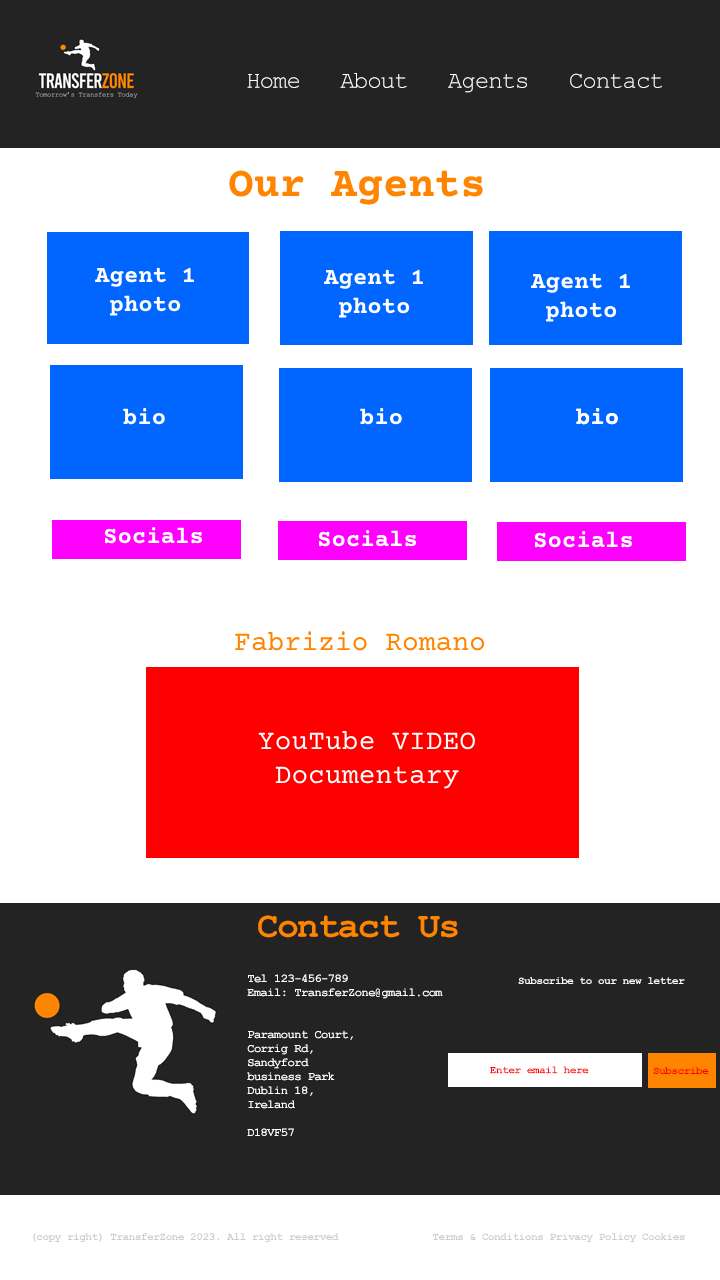 TRANSFERZONE
Tomorrow's Transfers Today
Home About Agents Contact
Our Agents
Agent 1
photo
Agent 1
photo
Agent 1
photo
bio
bio
bio
Socials
Socials
Socials
Fabrizio Romano
YouTube VIDEO
Documentary
Contact Us
Tel 123-456-789
Email: TransferZone@gmail.com
Paramount Court,
Corrig Rd,
Sandyford
business Park
Dublin 18,
Ireland
D18VF57
Subscribe to our new letter
Enter email here
Subscribe
(copy right) TransferZone 2023. All right reserved
Terms & Conditions Privacy Policy Cookies